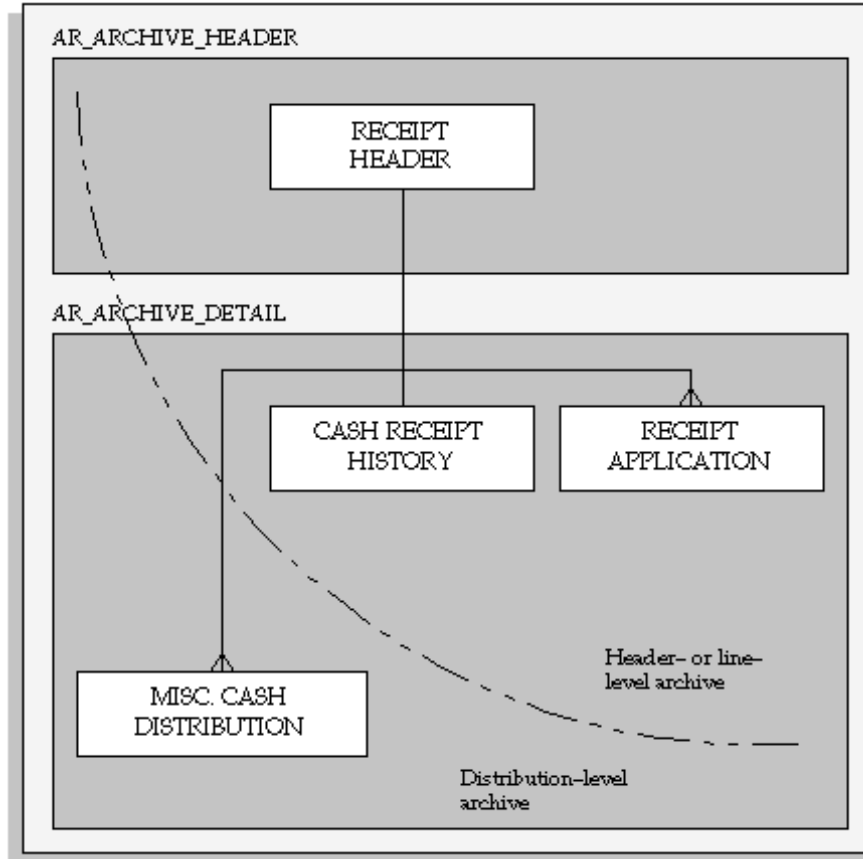 AR_ARCHIVE_HEADER
RECEIPT
HEADER
AR_ARCHIVE_DETAIL
CASH RECEIPT
HISTORY
RECEIPT
APPLICATION
Header- or line-
level archive
MISC. CASH
DISTRIBUTION
Distribution-level
archive